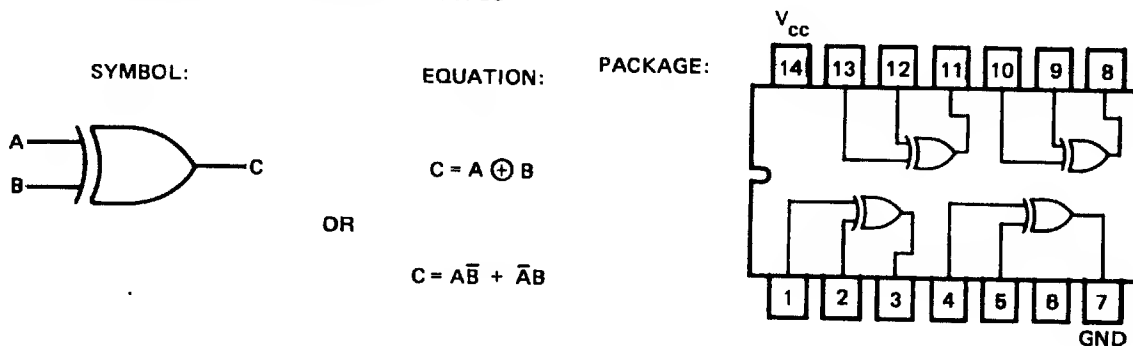 SYMBOL:
A
B
C
EQUATION:
C = A ⊕ B
OR
C = AB̅ + A̅B
PACKAGE:
Vcc
14 13 12 11 10 9 8
1 2 3 4 5 6 7
GND